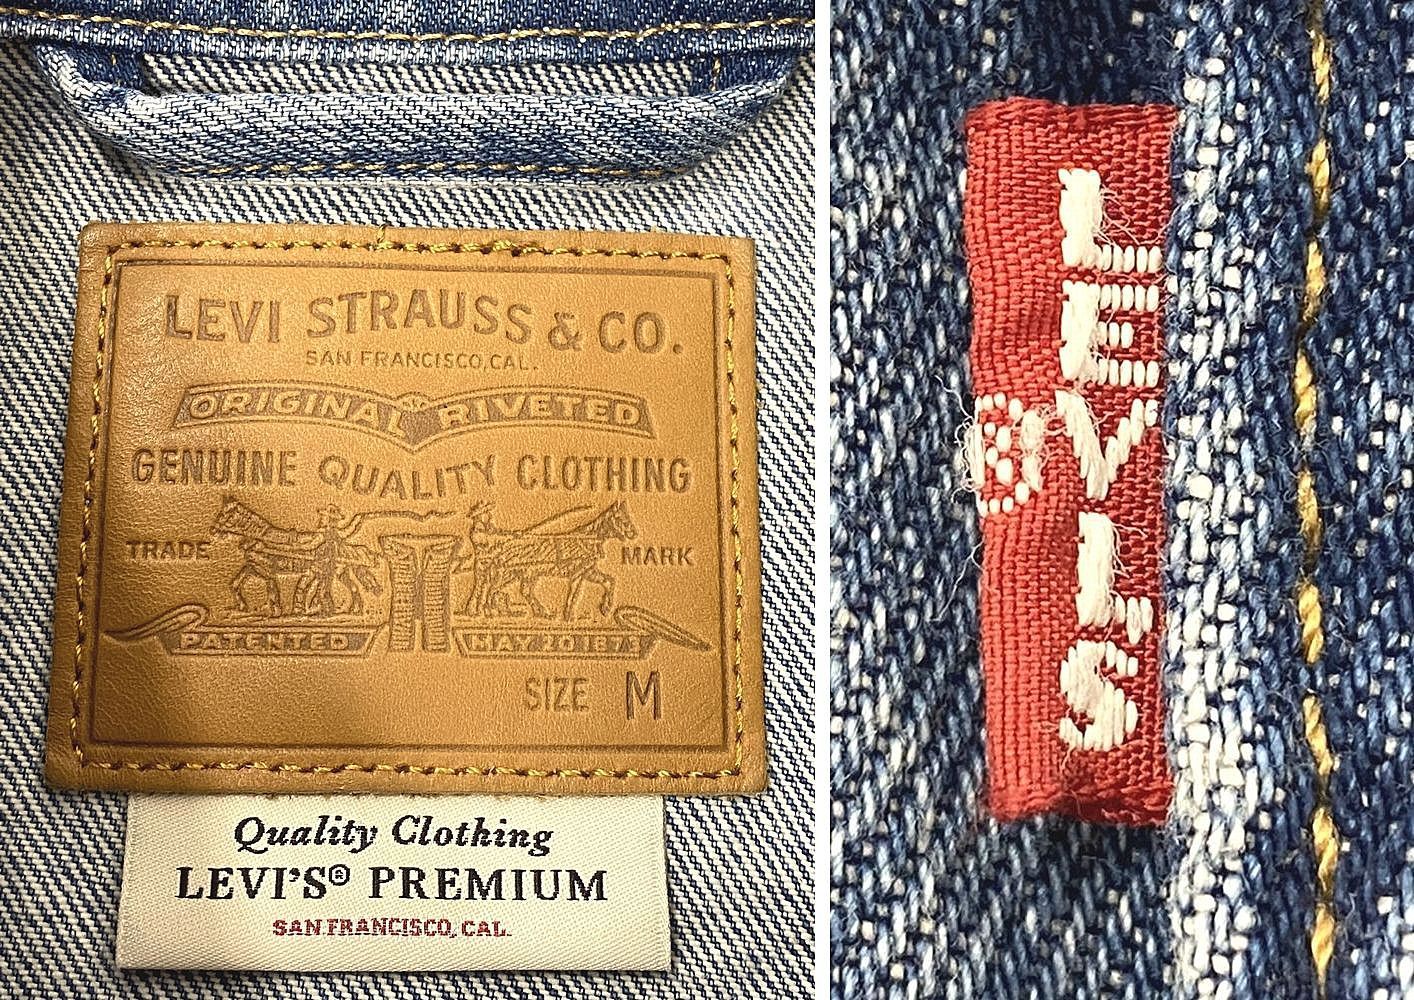 LEVI STRAUSS & CO.
SAN FRANCISCO, CAL.
ORIGINAL RIVETED
GENUINE QUALITY CLOTHING
TRADE MARK
PATENTED MAY 20 1873
SIZE M
Quality Clothing
LEVI'S® PREMIUM
SAN FRANCISCO, CAL.
LEVI'S
®